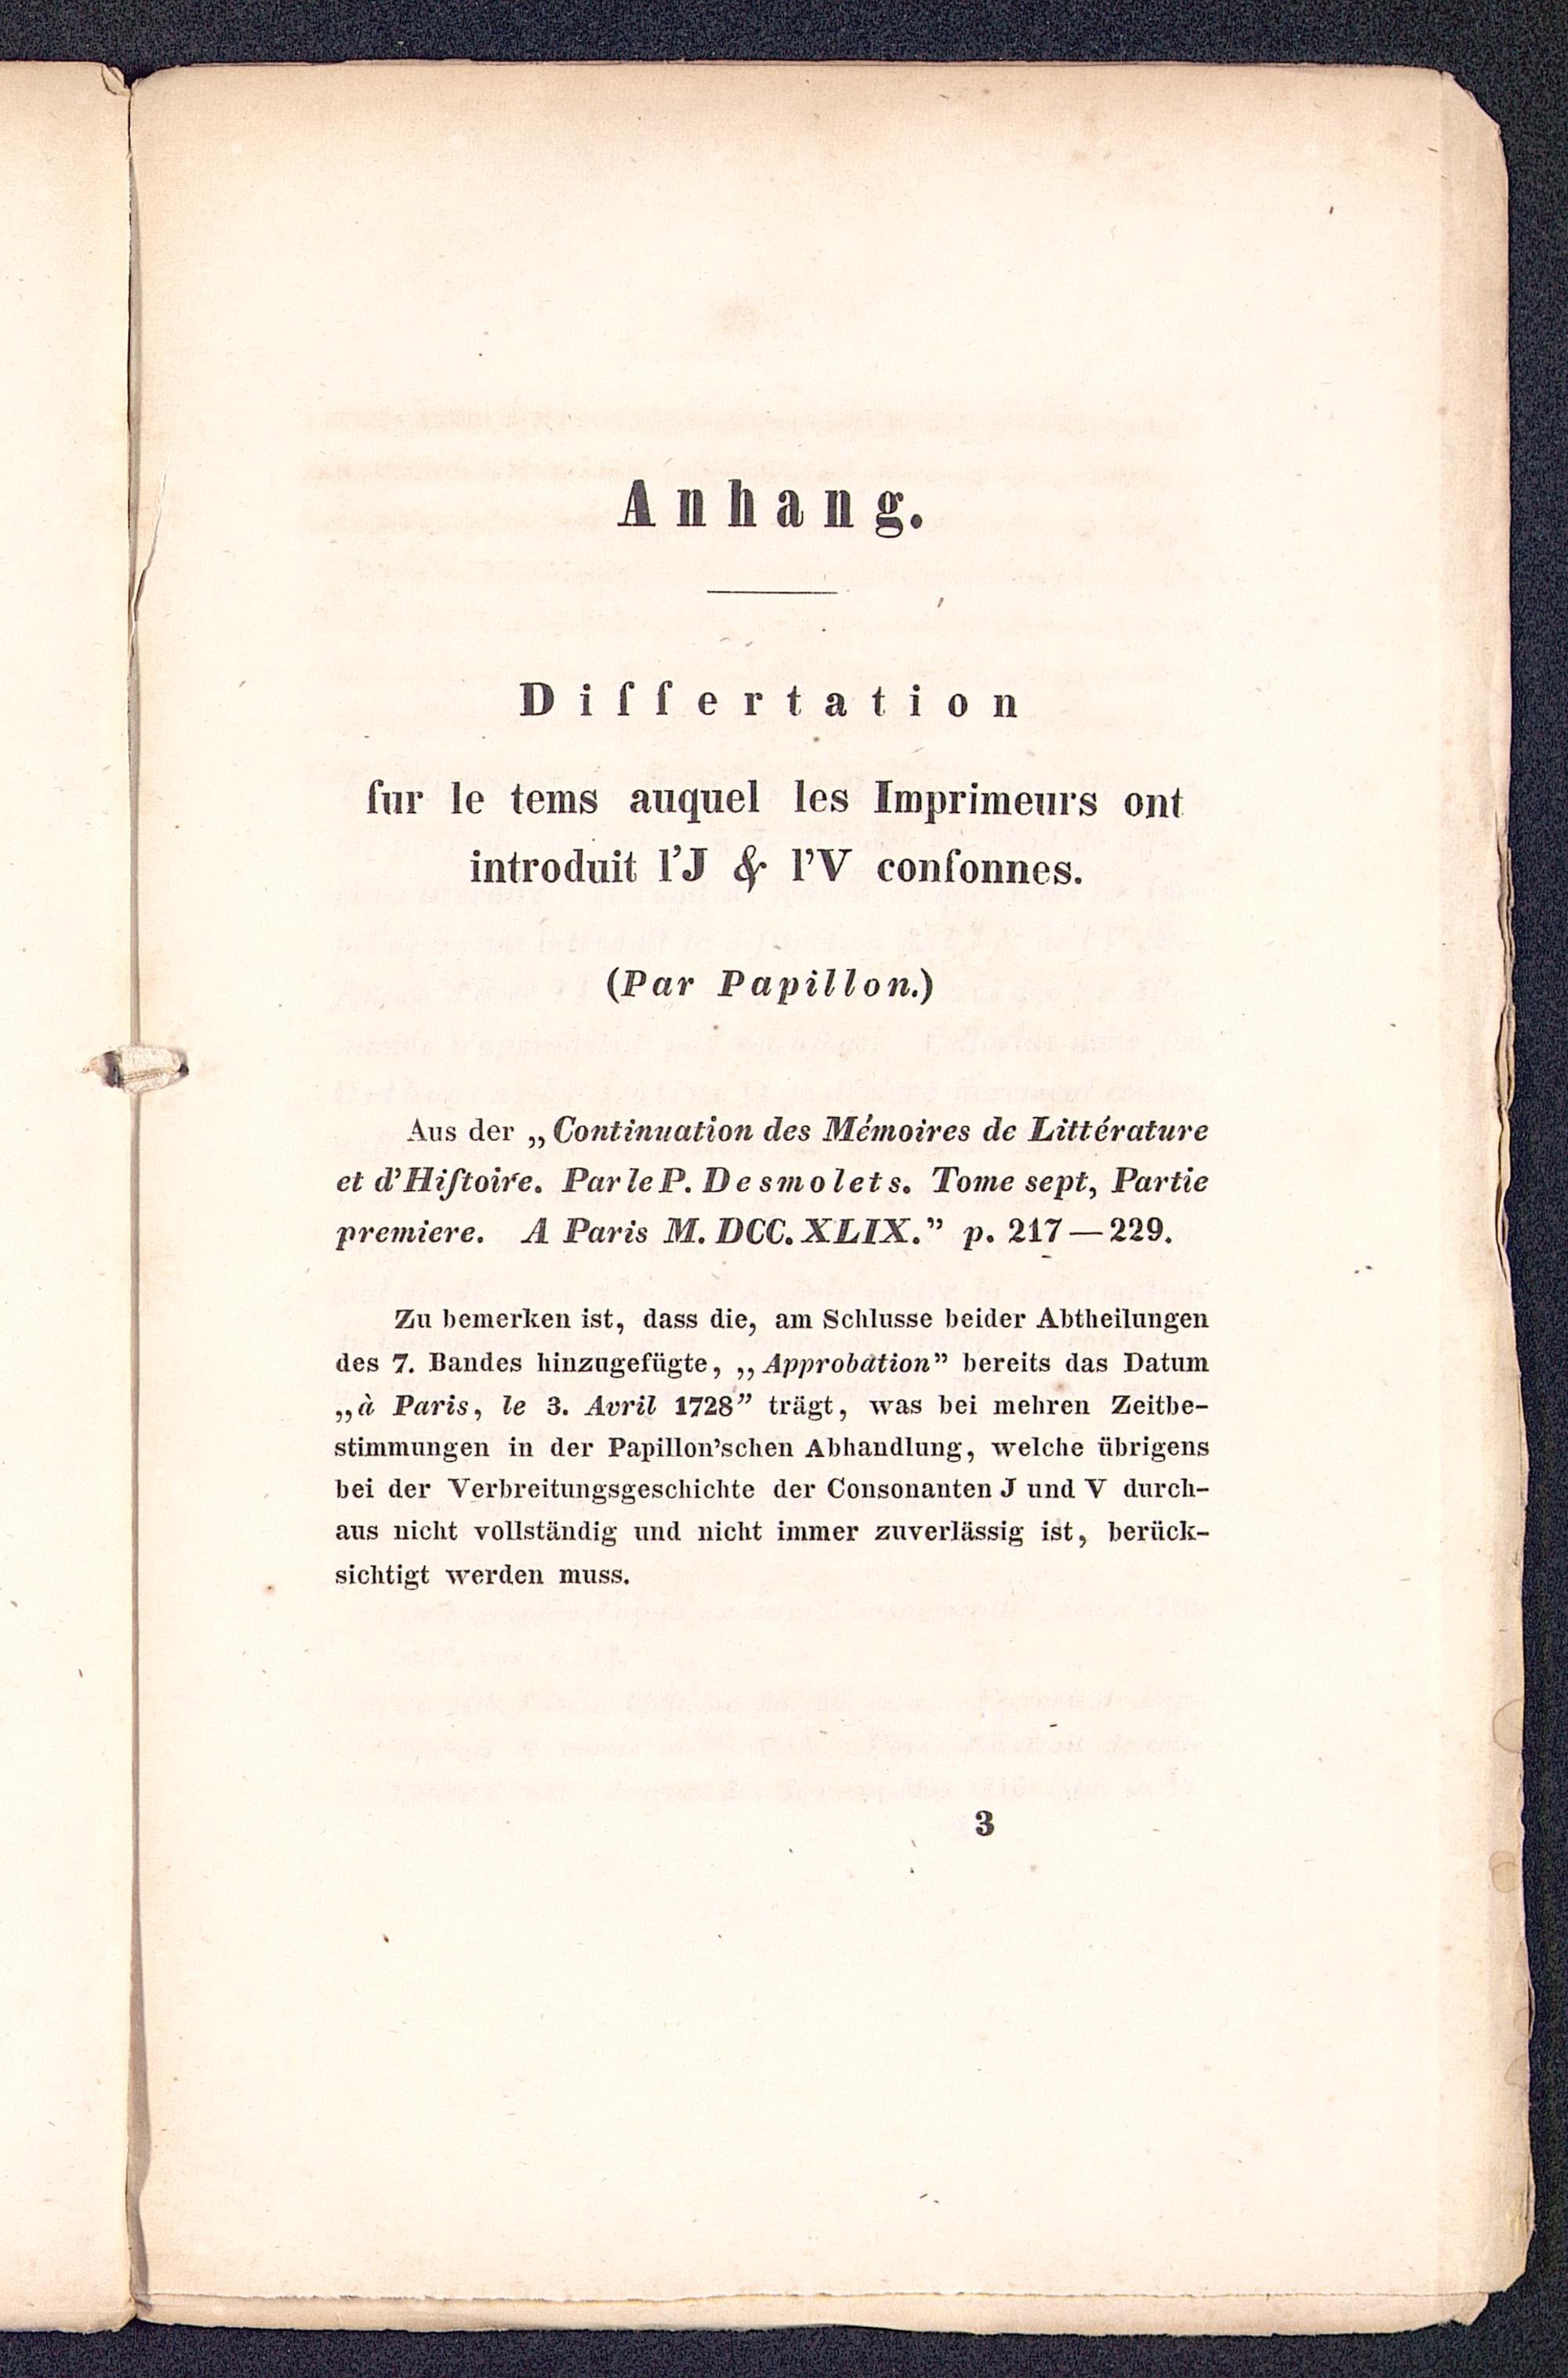 Anhang.
Diſſertation
ſur le tems auquel les Imprimeurs ont
introduit l'J & l'V conſonnes.
(Par Papillon.)
Aus der „Continuation des Mémoires de Littérature
et d'Hiſtoire. Par le P. Desmolets. Tome sept, Partie
premiere. A Paris M. DCC. XLIX.” p. 217—229.
Zu bemerken ist, dass die, am Schlusse beider Abtheilungen
des 7. Bandes hinzugefügte, „Approbation” bereits das Datum
„à Paris, le 3. Avril 1728” trägt, was bei mehren Zeitbe-
stimmungen in der Papillon'schen Abhandlung, welche übrigens
bei der Verbreitungsgeschichte der Consonanten J und V durch-
aus nicht vollständig und nicht immer zuverlässig ist, berück-
sichtigt werden muss.
3